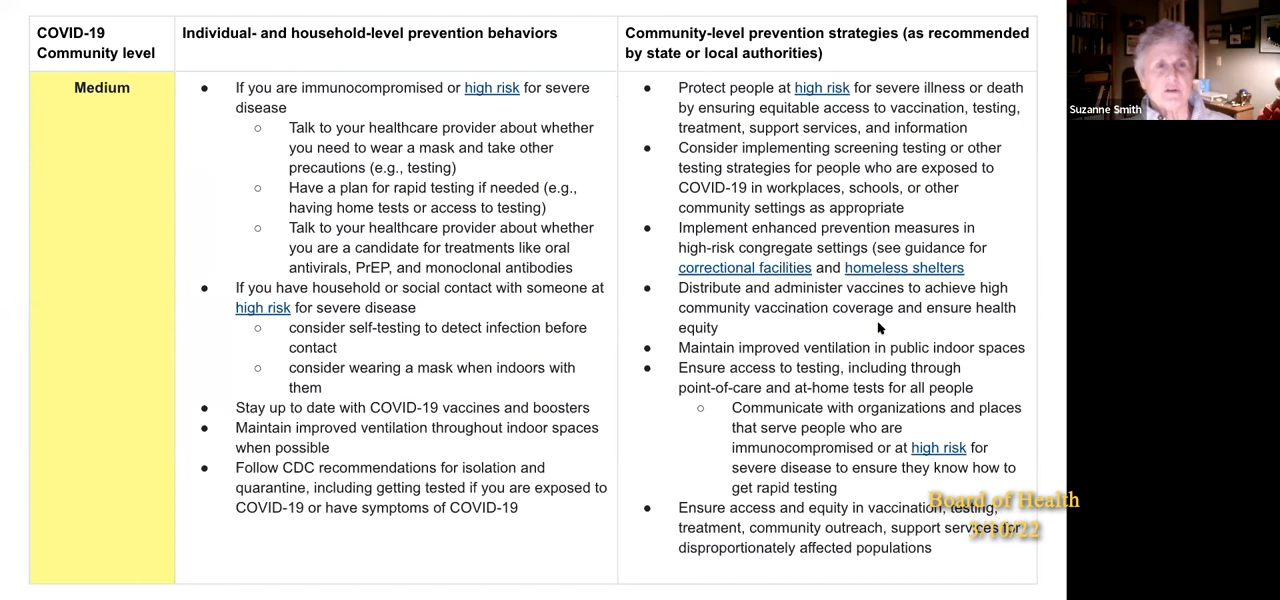 COVID-19
Community level
Individual- and household-level prevention behaviors
Community-level prevention strategies (as recommended
by state or local authorities)
Medium
● If you are immunocompromised or high risk for severe
disease
○ Talk to your healthcare provider about whether
you need to wear a mask and take other
precautions (e.g., testing)
○ Have a plan for rapid testing if needed (e.g.,
having home tests or access to testing)
○ Talk to your healthcare provider about whether
you are a candidate for treatments like oral
antivirals, PrEP, and monoclonal antibodies
● If you have household or social contact with someone at
high risk for severe disease
○ consider self-testing to detect infection before
contact
○ consider wearing a mask when indoors with
them
● Stay up to date with COVID-19 vaccines and boosters
● Maintain improved ventilation throughout indoor spaces
when possible
● Follow CDC recommendations for isolation and
quarantine, including getting tested if you are exposed to
COVID-19 or have symptoms of COVID-19
● Protect people at high risk for severe illness or death
by ensuring equitable access to vaccination, testing,
treatment, support services, and information
● Consider implementing screening testing or other
testing strategies for people who are exposed to
COVID-19 in workplaces, schools, or other
community settings as appropriate
● Implement enhanced prevention measures in
high-risk congregate settings (see guidance for
correctional facilities and homeless shelters
● Distribute and administer vaccines to achieve high
community vaccination coverage and ensure health
equity
● Maintain improved ventilation in public indoor spaces
● Ensure access to testing, including through
point-of-care and at-home tests for all people
○ Communicate with organizations and places
that serve people who are
immunocompromised or at high risk for
severe disease to ensure they know how to
get rapid testing
● Ensure access and equity in vaccination, testing,
treatment, community outreach, support services for
disproportionately affected populations
Board of Health
3/10/22
Suzanne Smith